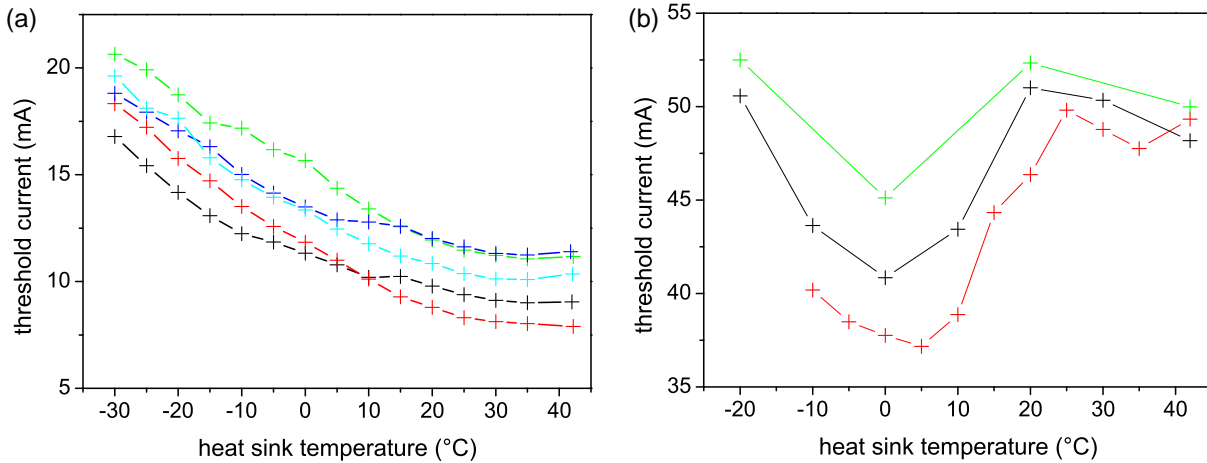 (a)
threshold current (mA)
20
15
10
5
-30 -20 -10 0 10 20 30 40
heat sink temperature (°C)
(b)
threshold current (mA)
55
50
45
40
35
-20 -10 0 10 20 30 40
heat sink temperature (°C)